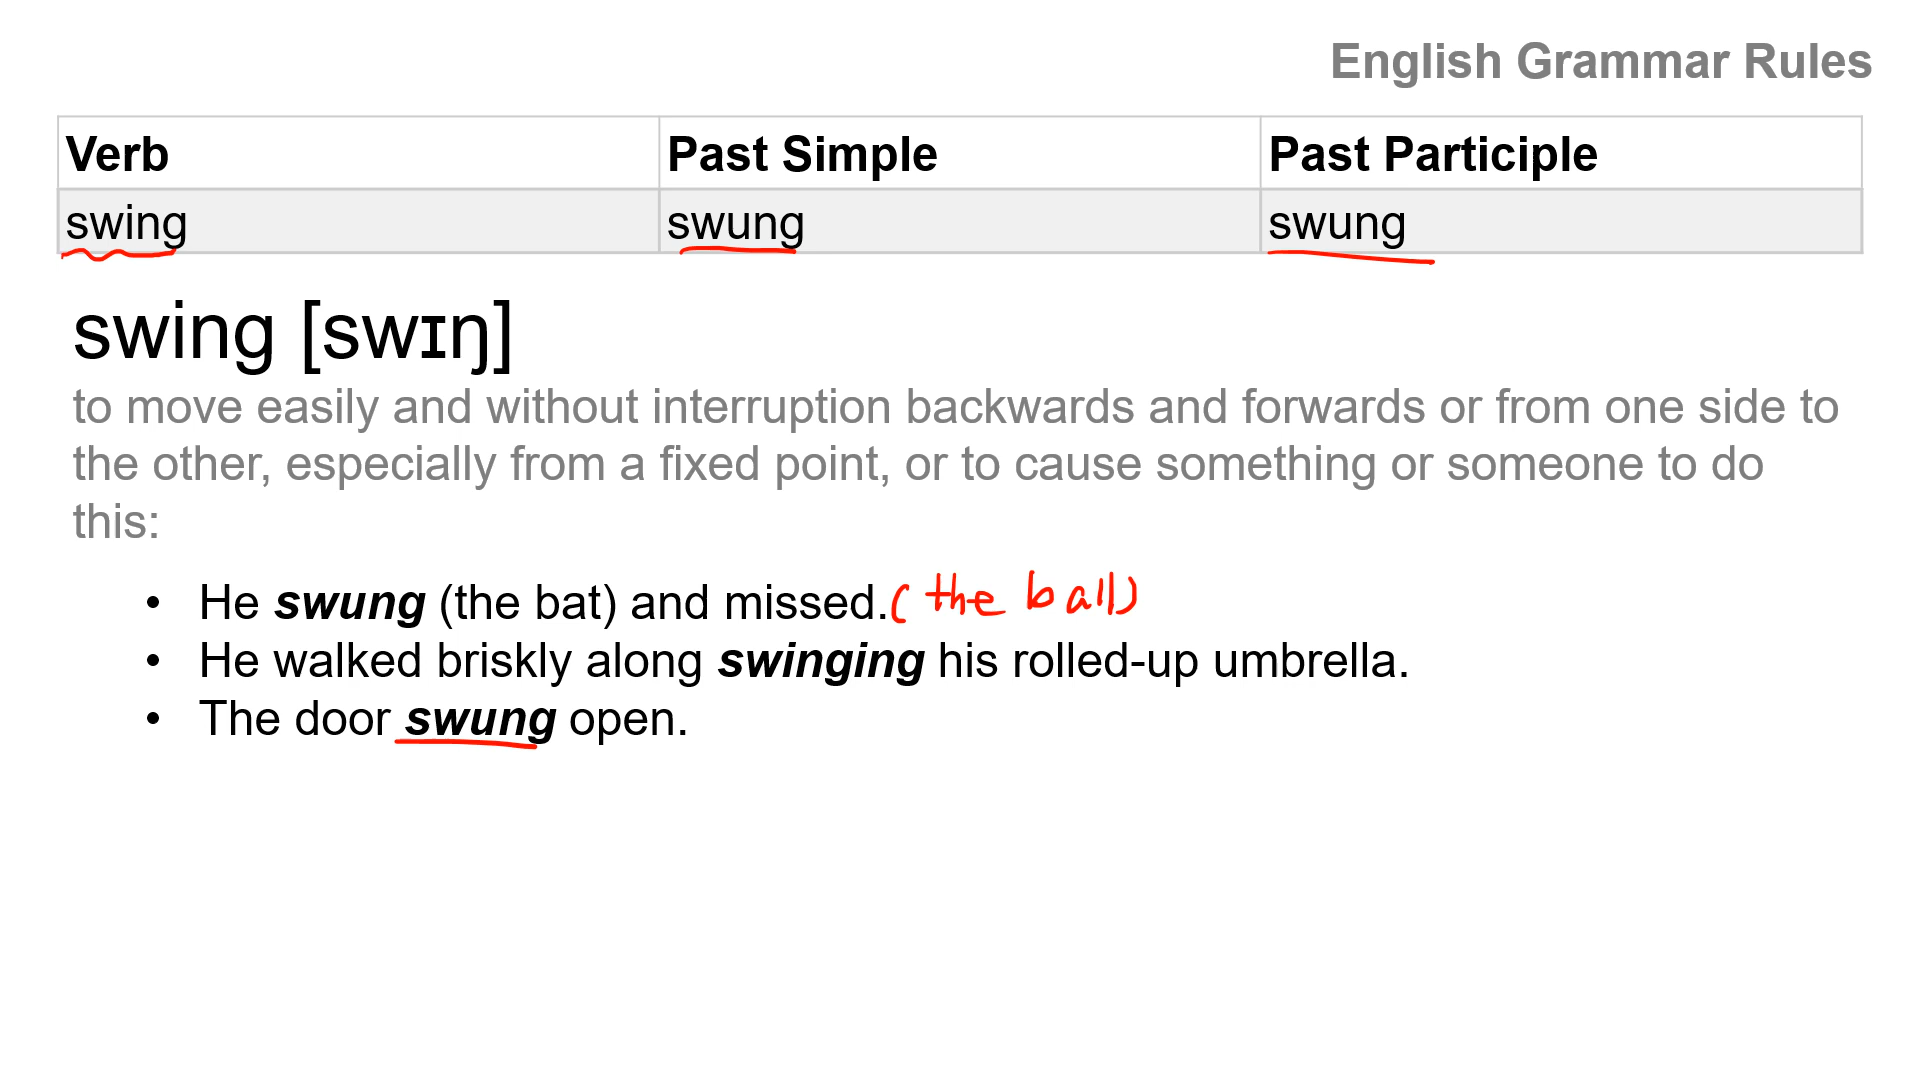 English Grammar Rules
Verb Past Simple Past Participle
swing swung swung
swing [swɪŋ]
to move easily and without interruption backwards and forwards or from one side to
the other, especially from a fixed point, or to cause something or someone to do
this:
• He swung (the bat) and missed.(the ball)
• He walked briskly along swinging his rolled-up umbrella.
• The door swung open.